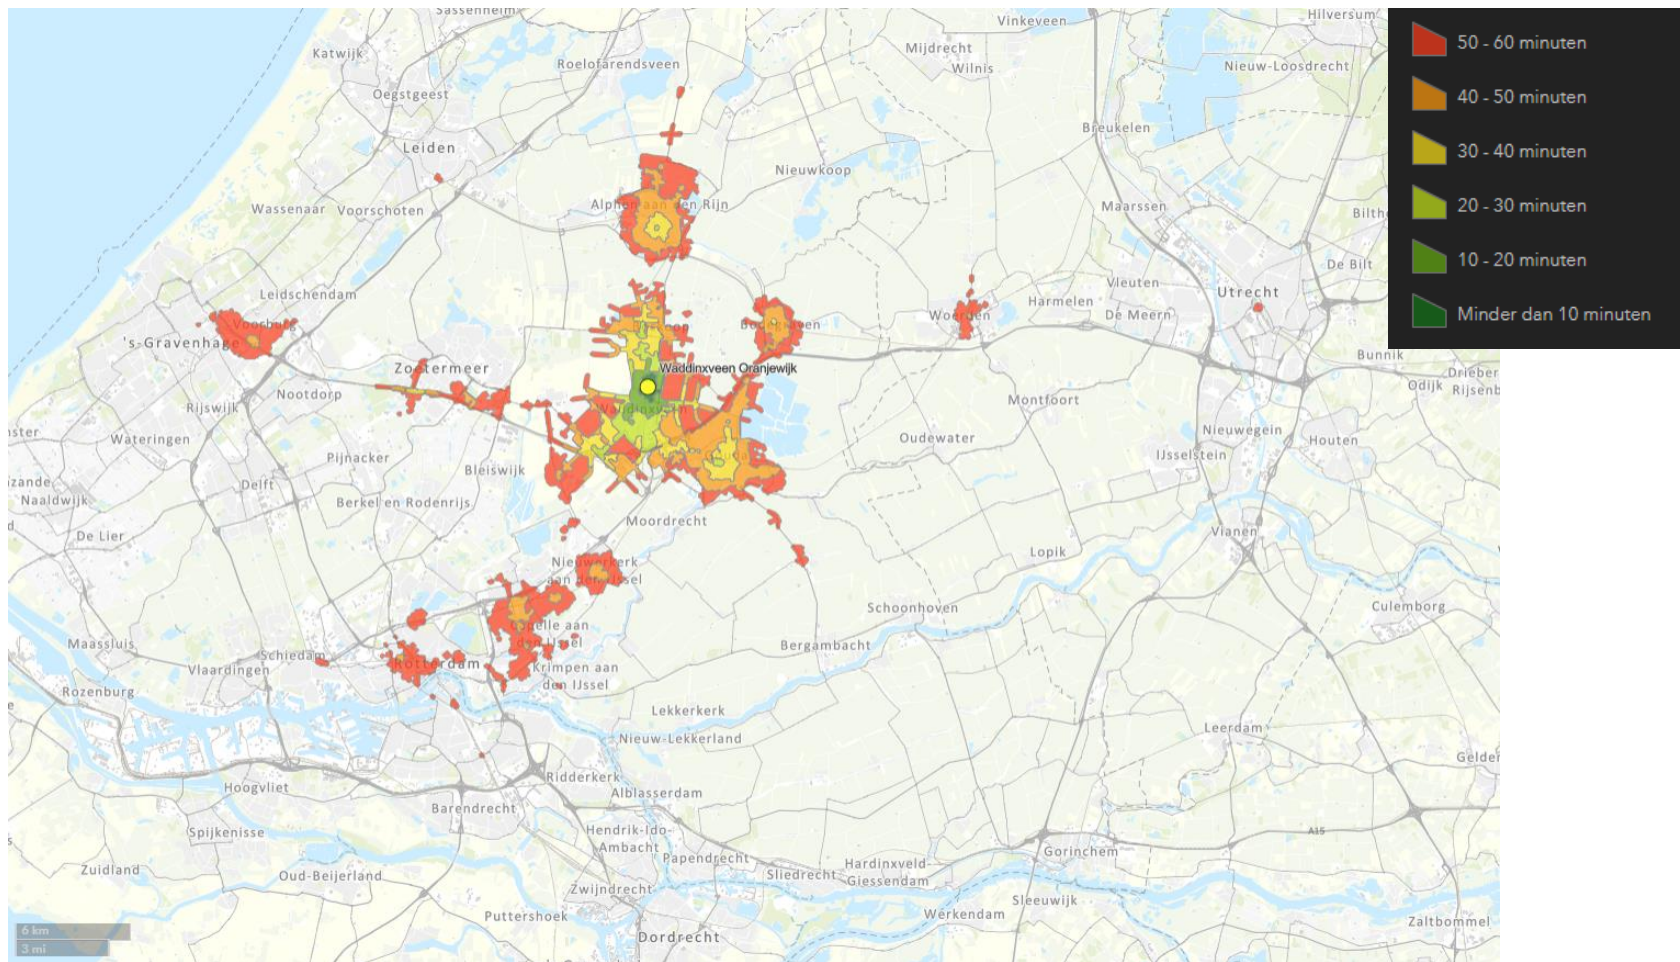 Sassenheim
Vinkeveen
Hilversum
50 - 60 minuten
Katwijk
Mijdrecht
Roelofarendsveen
Wilnis
Nieuw-Loosdrecht
Oegstgeest
40 - 50 minuten
Breukelen
Leiden
30 - 40 minuten
Nieuwkoop
Wassenaar
Voorschoten
Alphen aan den Rijn
Maarssen
20 - 30 minuten
Biltho
De Bilt
10 - 20 minuten
Leidschendam
Vleuten
Utrecht
Harmelen
Voorburg
Bodegraven
Woerden
De Meern
Minder dan 10 minuten
's-Gravenhage
Zoetermeer
Waddinxveen Oranjewijk
Bunnik
Drieber
Nootdorp
Odijk
Rijsenb
Rijswijk
Montfoort
Wateringen
Oudewater
Nieuwegein
Houten
Pijnacker
IJsselstein
Bleiswijk
zande
Naaldwijk
Delft
Berkel en Rodenrijs
Moordrecht
De Lier
Vianen
Lopik
Nieuwerkerk
aan den IJssel
Schoonhoven
Culemborg
Capelle aan
den IJssel
Maassluis
Schiedam
Bergambacht
Vlaardingen
Rotterdam
Krimpen aan
den IJssel
Rozenburg
Lekkerkerk
Leerdam
Nieuw-Lekkerland
Gelder
Ridderkerk
Hoogvliet
Alblasserdam
Barendrecht
Spijkenisse
Hendrik-Ido-
Ambacht
A15
Papendrecht
Gorinchem
Zuidland
Oud-Beijerland
Sliedrecht
Hardinxveld-
Giessendam
Zwijndrecht
Sleeuwijk
Puttershoek
Werkendam
Zaltbommel
6 km
Dordrecht
3 mi